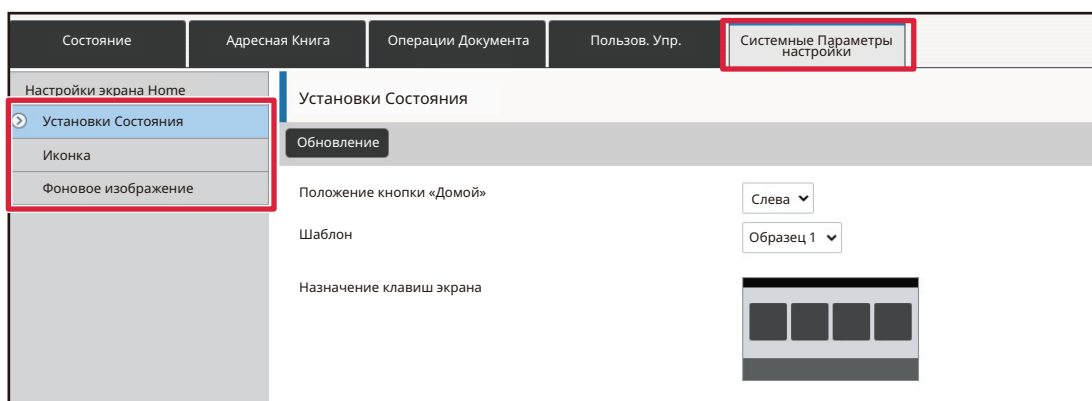 Состояние
Адресная Книга
Операции Документа
Пользов. Упр.
Системные Параметры
настройки
Настройки экрана Home
Установки Состояния
Иконка
Фоновое изображение
Установки Состояния
Обновление
Положение кнопки «Домой»
Слева
Шаблон
Образец 1
Назначение клавиш экрана